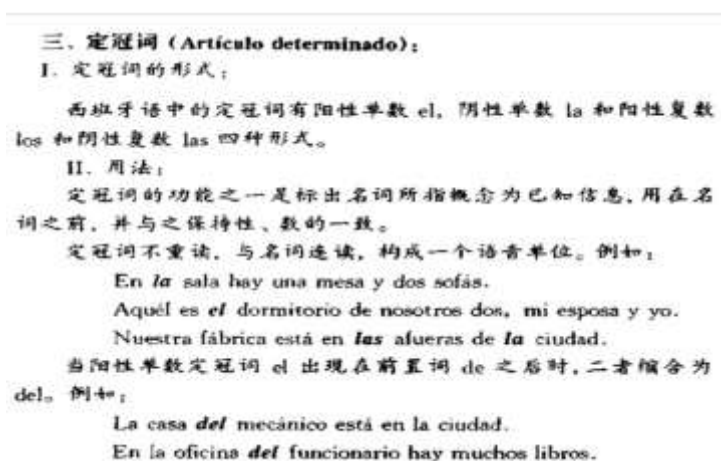 三、定冠词（Artículo determinado）：
I. 定冠词的形式：
西班牙语中的定冠词有阳性单数 el, 阴性单数 la 和阳性复数
los 和阴性复数 las 四种形式。
II. 用法：
定冠词的功能之一是标出名词所指概念为已知信息，用在名
词之前，并与之保持性、数的一致。
定冠词不重读，与名词连读，构成一个语音单位。例如：
En la sala hay una mesa y dos sofás.
Aquél es el dormitorio de nosotros dos, mi esposa y yo.
Nuestra fábrica está en las afueras de la ciudad.
当阳性单数定冠词 el 出现在前置词 de 之后时，二者缩合为
del。例如：
La casa del mecánico está en la ciudad.
En la oficina del funcionario hay muchos libros.